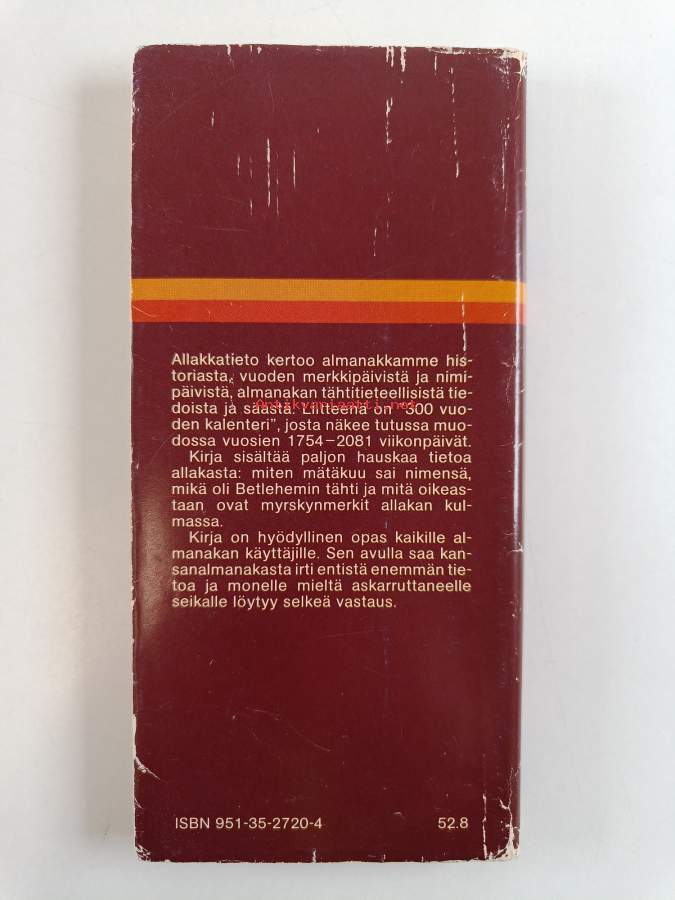 Allakkatieto kertoo almanakkamme his-
toriasta, vuoden merkkipäivistä ja nimi-
päivistä, almanakan tähtitieteellisistä tie-
doista ja säästä. Liitteenä on "300 vuo-
Antikvariaatti.net
den kalenteri", josta näkee tutussa muo-
dossa vuosien 1754–2081 viikonpäivät.
Kirja sisältää paljon hauskaa tietoa
allakasta: miten mätäkuu sai nimensä,
mikä oli Betlehemin tähti ja mitä oikeas-
taan ovat myrskynmerkit allakan kul-
massa.
Kirja on hyödyllinen opas kaikille al-
manakan käyttäjille. Sen avulla saa kan-
sanalmanakasta irti entistä enemmän tie-
toa ja monelle mieltä askarruttaneelle
seikalle löytyy selkeä vastaus.
ISBN 951-35-2720-4 52.8